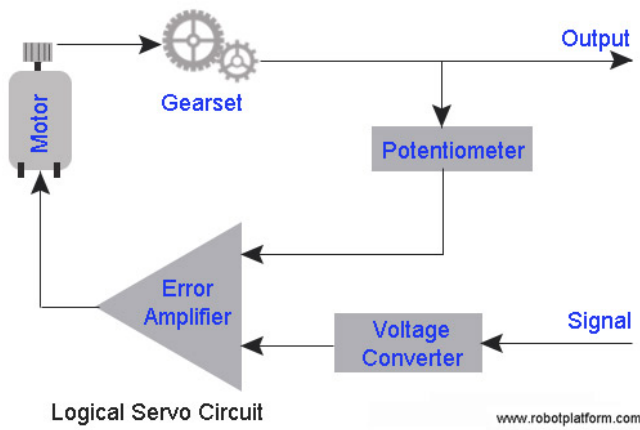 Output
Gearset
Motor
Potentiometer
Error
Amplifier
Voltage
Converter
Signal
Logical Servo Circuit
www.robotplatform.com